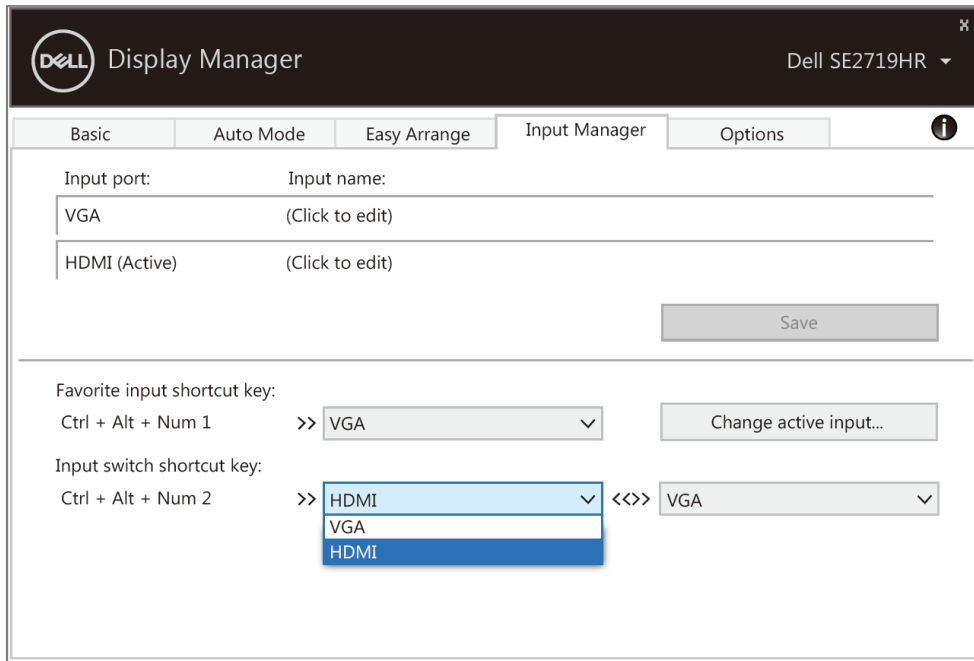 x
DELL Display Manager Dell SE2719HR
Basic Auto Mode Easy Arrange Input Manager Options i
Input port: Input name:
VGA (Click to edit)
HDMI (Active) (Click to edit)
Save
Favorite input shortcut key:
Ctrl + Alt + Num 1 >> VGA Change active input...
Input switch shortcut key:
Ctrl + Alt + Num 2 >> HDMI <<>> VGA
VGA
HDMI